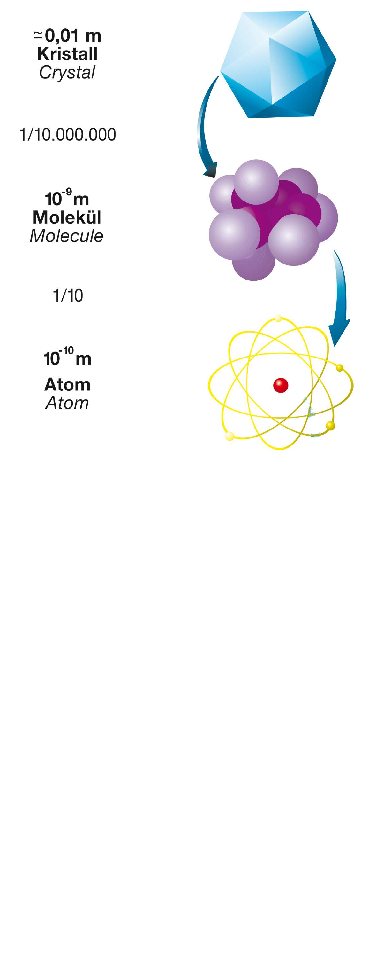 ≃0,01 m
Kristall
Crystal
1/10.000.000
10⁻⁹m
Molekül
Molecule
1/10
10⁻¹⁰m
Atom
Atom